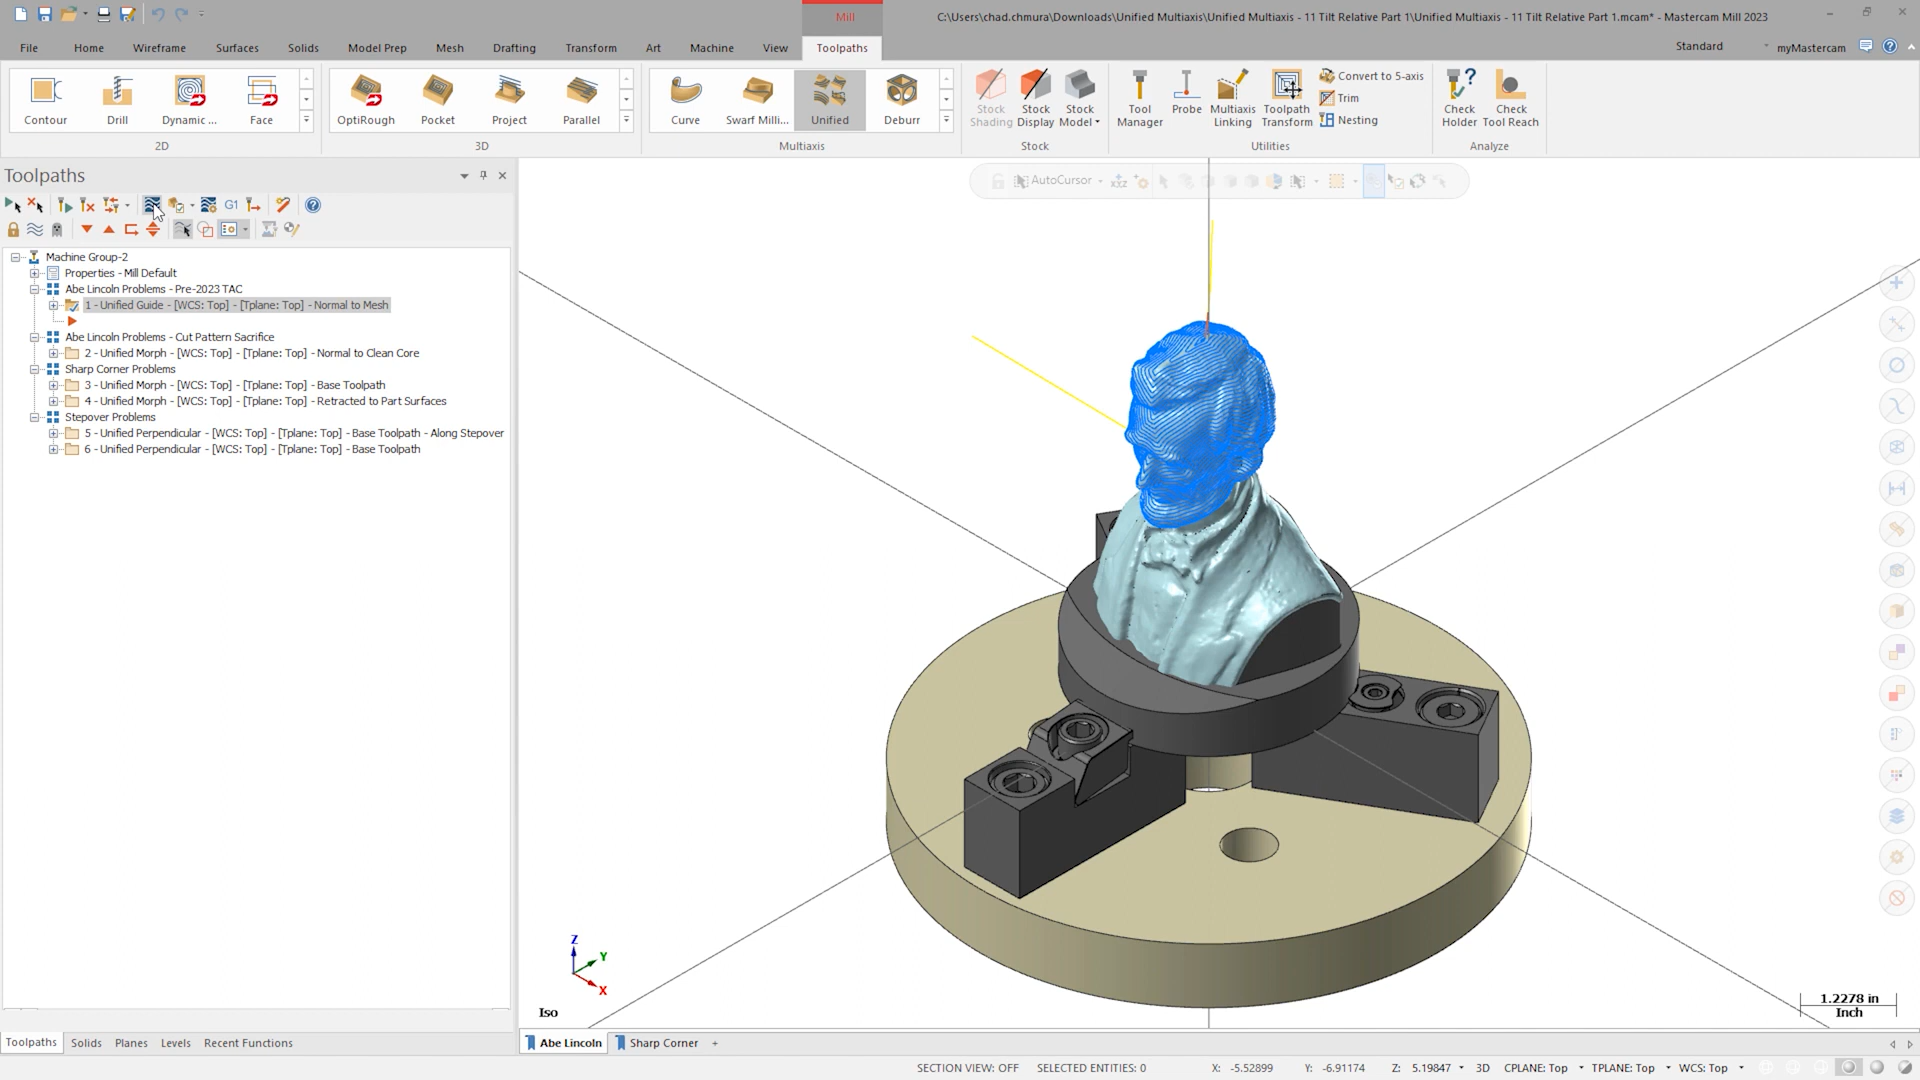 Mill
C:\Users\chad.chmura\Downloads\Unified Multiaxis\Unified Multiaxis - 11 Tilt Relative Part 1\Unified Multiaxis - 11 Tilt Relative Part 1.mcam* - Mastercam Mill 2023
File Home Wireframe Surfaces Solids Model Prep Mesh Drafting Transform Art Machine View Toolpaths
Standard myMastercam
Contour Drill Dynamic ... Face
2D
OptiRough Pocket Project Parallel
3D
Curve Swarf Milli... Unified Deburr
Multiaxis
Stock Shading Stock Display Stock Model
Stock
Tool Manager Probe Multiaxis Linking Toolpath Transform
Convert to 5-axis
Trim
Nesting
Utilities
Check Holder Check Tool Reach
Analyze
Toolpaths
G1
Machine Group-2
Properties - Mill Default
Abe Lincoln Problems - Pre-2023 TAC
1 - Unified Guide - [WCS: Top] - [Tplane: Top] - Normal to Mesh
Abe Lincoln Problems - Cut Pattern Sacrifice
2 - Unified Morph - [WCS: Top] - [Tplane: Top] - Normal to Clean Core
Sharp Corner Problems
3 - Unified Morph - [WCS: Top] - [Tplane: Top] - Base Toolpath
4 - Unified Morph - [WCS: Top] - [Tplane: Top] - Retracted to Part Surfaces
Stepover Problems
5 - Unified Perpendicular - [WCS: Top] - [Tplane: Top] - Base Toolpath - Along Stepover
6 - Unified Perpendicular - [WCS: Top] - [Tplane: Top] - Base Toolpath
AutoCursor
Z
Y
X
Iso
1.2278 in
Inch
Toolpaths Solids Planes Levels Recent Functions
Abe Lincoln Sharp Corner +
SECTION VIEW: OFF SELECTED ENTITIES: 0 X: -5.52899 Y: -6.91174 Z: 5.19847 3D CPLANE: Top TPLANE: Top WCS: Top